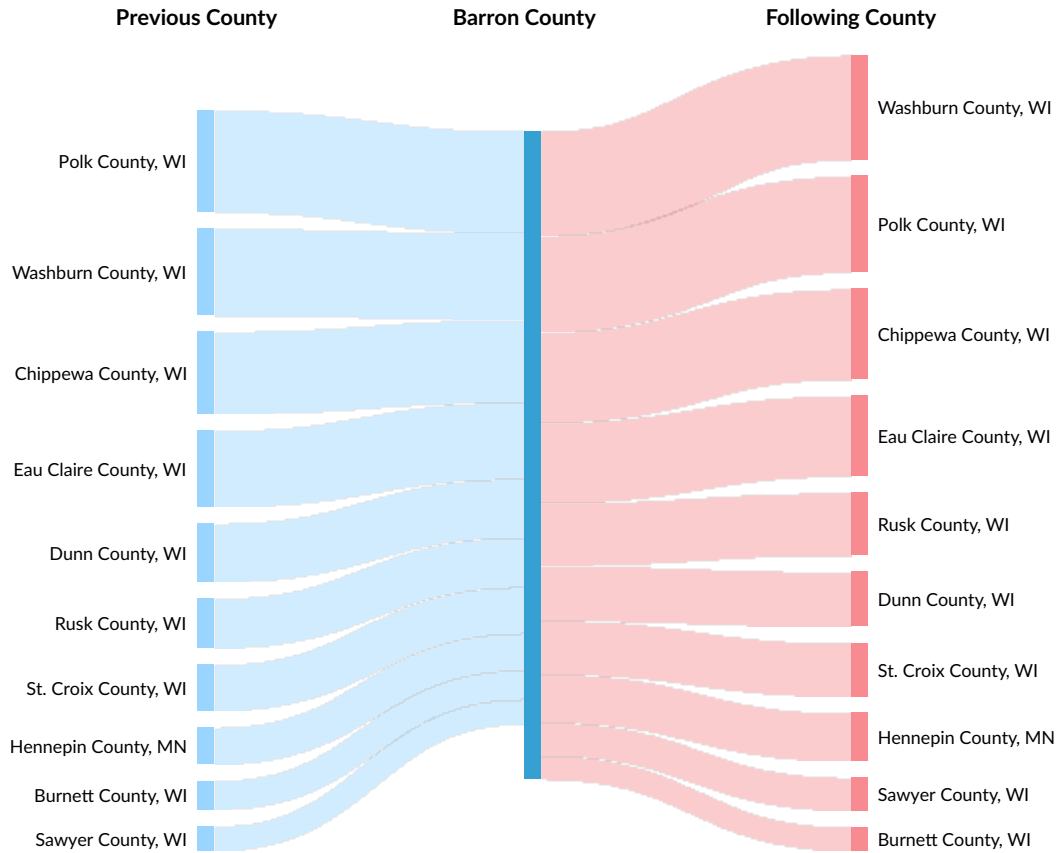 Previous County
Barron County
Following County
Polk County, WI
Washburn County, WI
Chippewa County, WI
Eau Claire County, WI
Dunn County, WI
Rusk County, WI
St. Croix County, WI
Hennepin County, MN
Burnett County, WI
Sawyer County, WI
Washburn County, WI
Polk County, WI
Chippewa County, WI
Eau Claire County, WI
Rusk County, WI
Dunn County, WI
St. Croix County, WI
Hennepin County, MN
Sawyer County, WI
Burnett County, WI